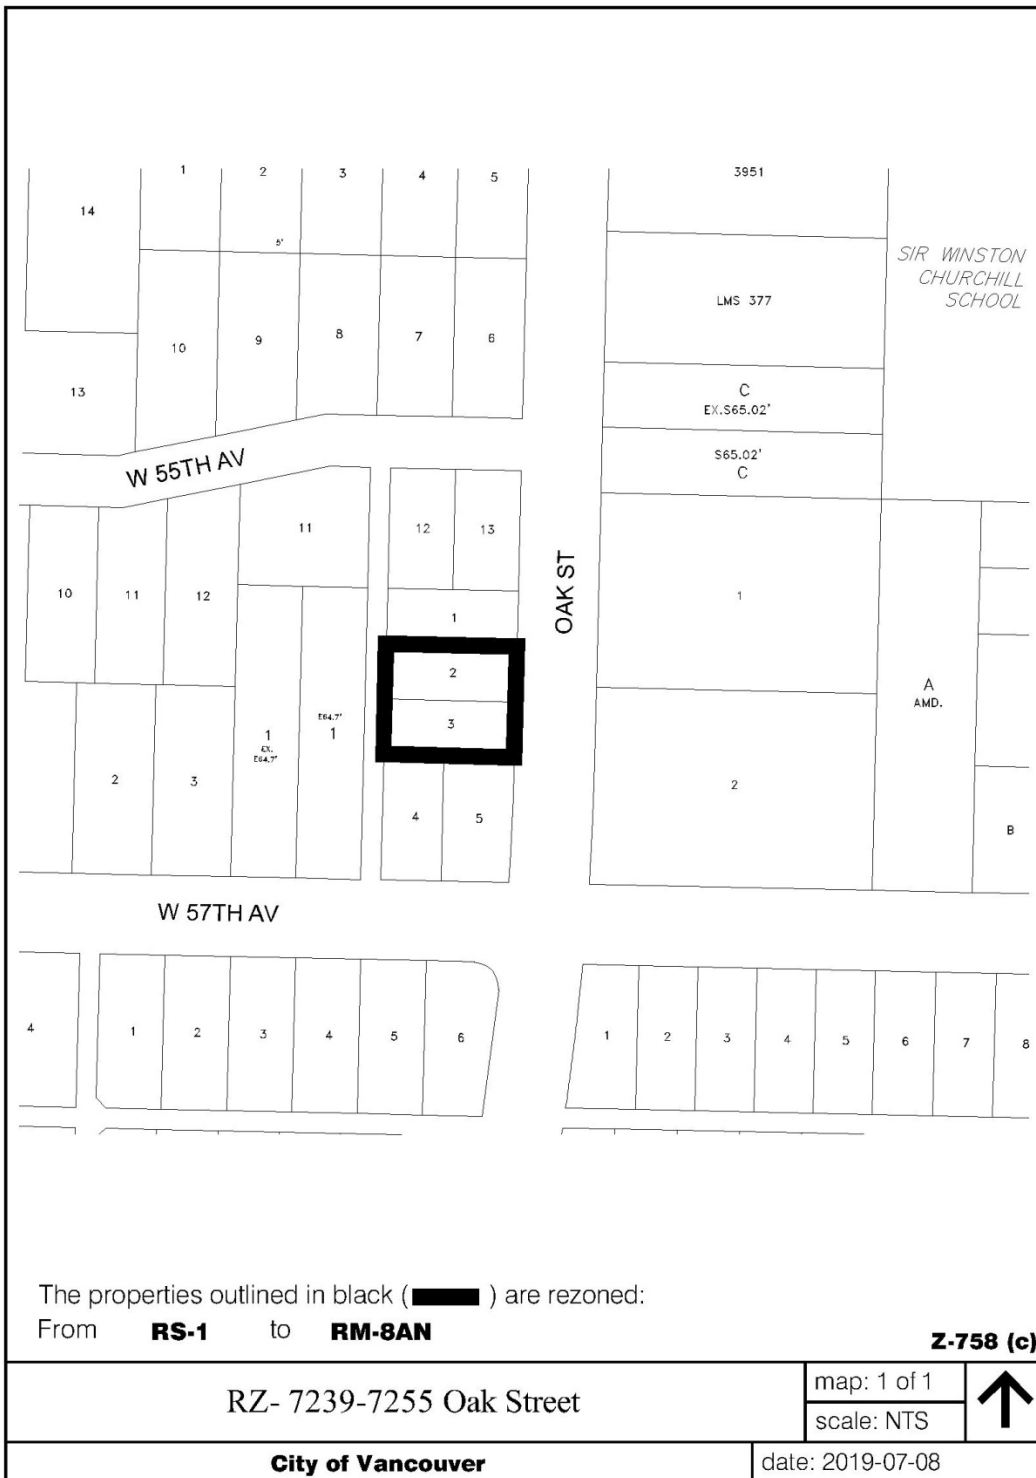 1 2 3 4 5 3951
14
5'
SIR WINSTON
CHURCHILL
SCHOOL
LMS 377
10 9 8 7 6
13
C
EX.S65.02'
S65.02'
C
W 55TH AV
11 12 13
OAK ST
10 11 12 1 1
2
A
AMD.
3
E64.7'
1
1
EX.
E64.7'
2 3 2
4 5 B
W 57TH AV
4 1 2 3 4 5 6 1 2 3 4 5 6 7 8
The properties outlined in black ( ) are rezoned:
From RS-1 to RM-8AN
Z-758 (c)
RZ- 7239-7255 Oak Street
map: 1 of 1
scale: NTS
City of Vancouver
date: 2019-07-08